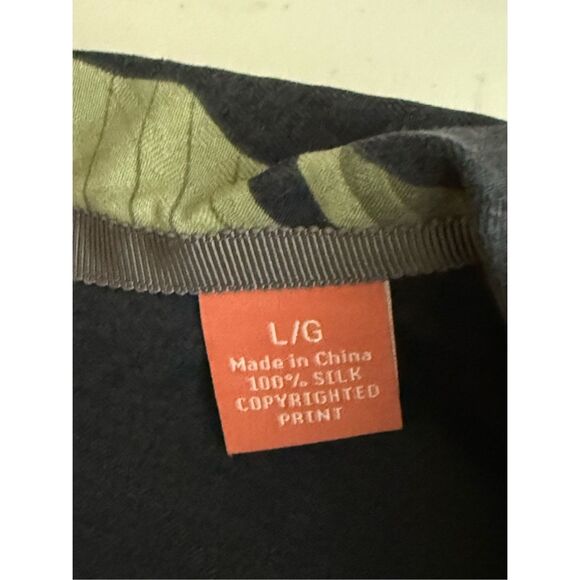 L/G
Made in China
100% SILK
COPYRIGHTED
PRINT